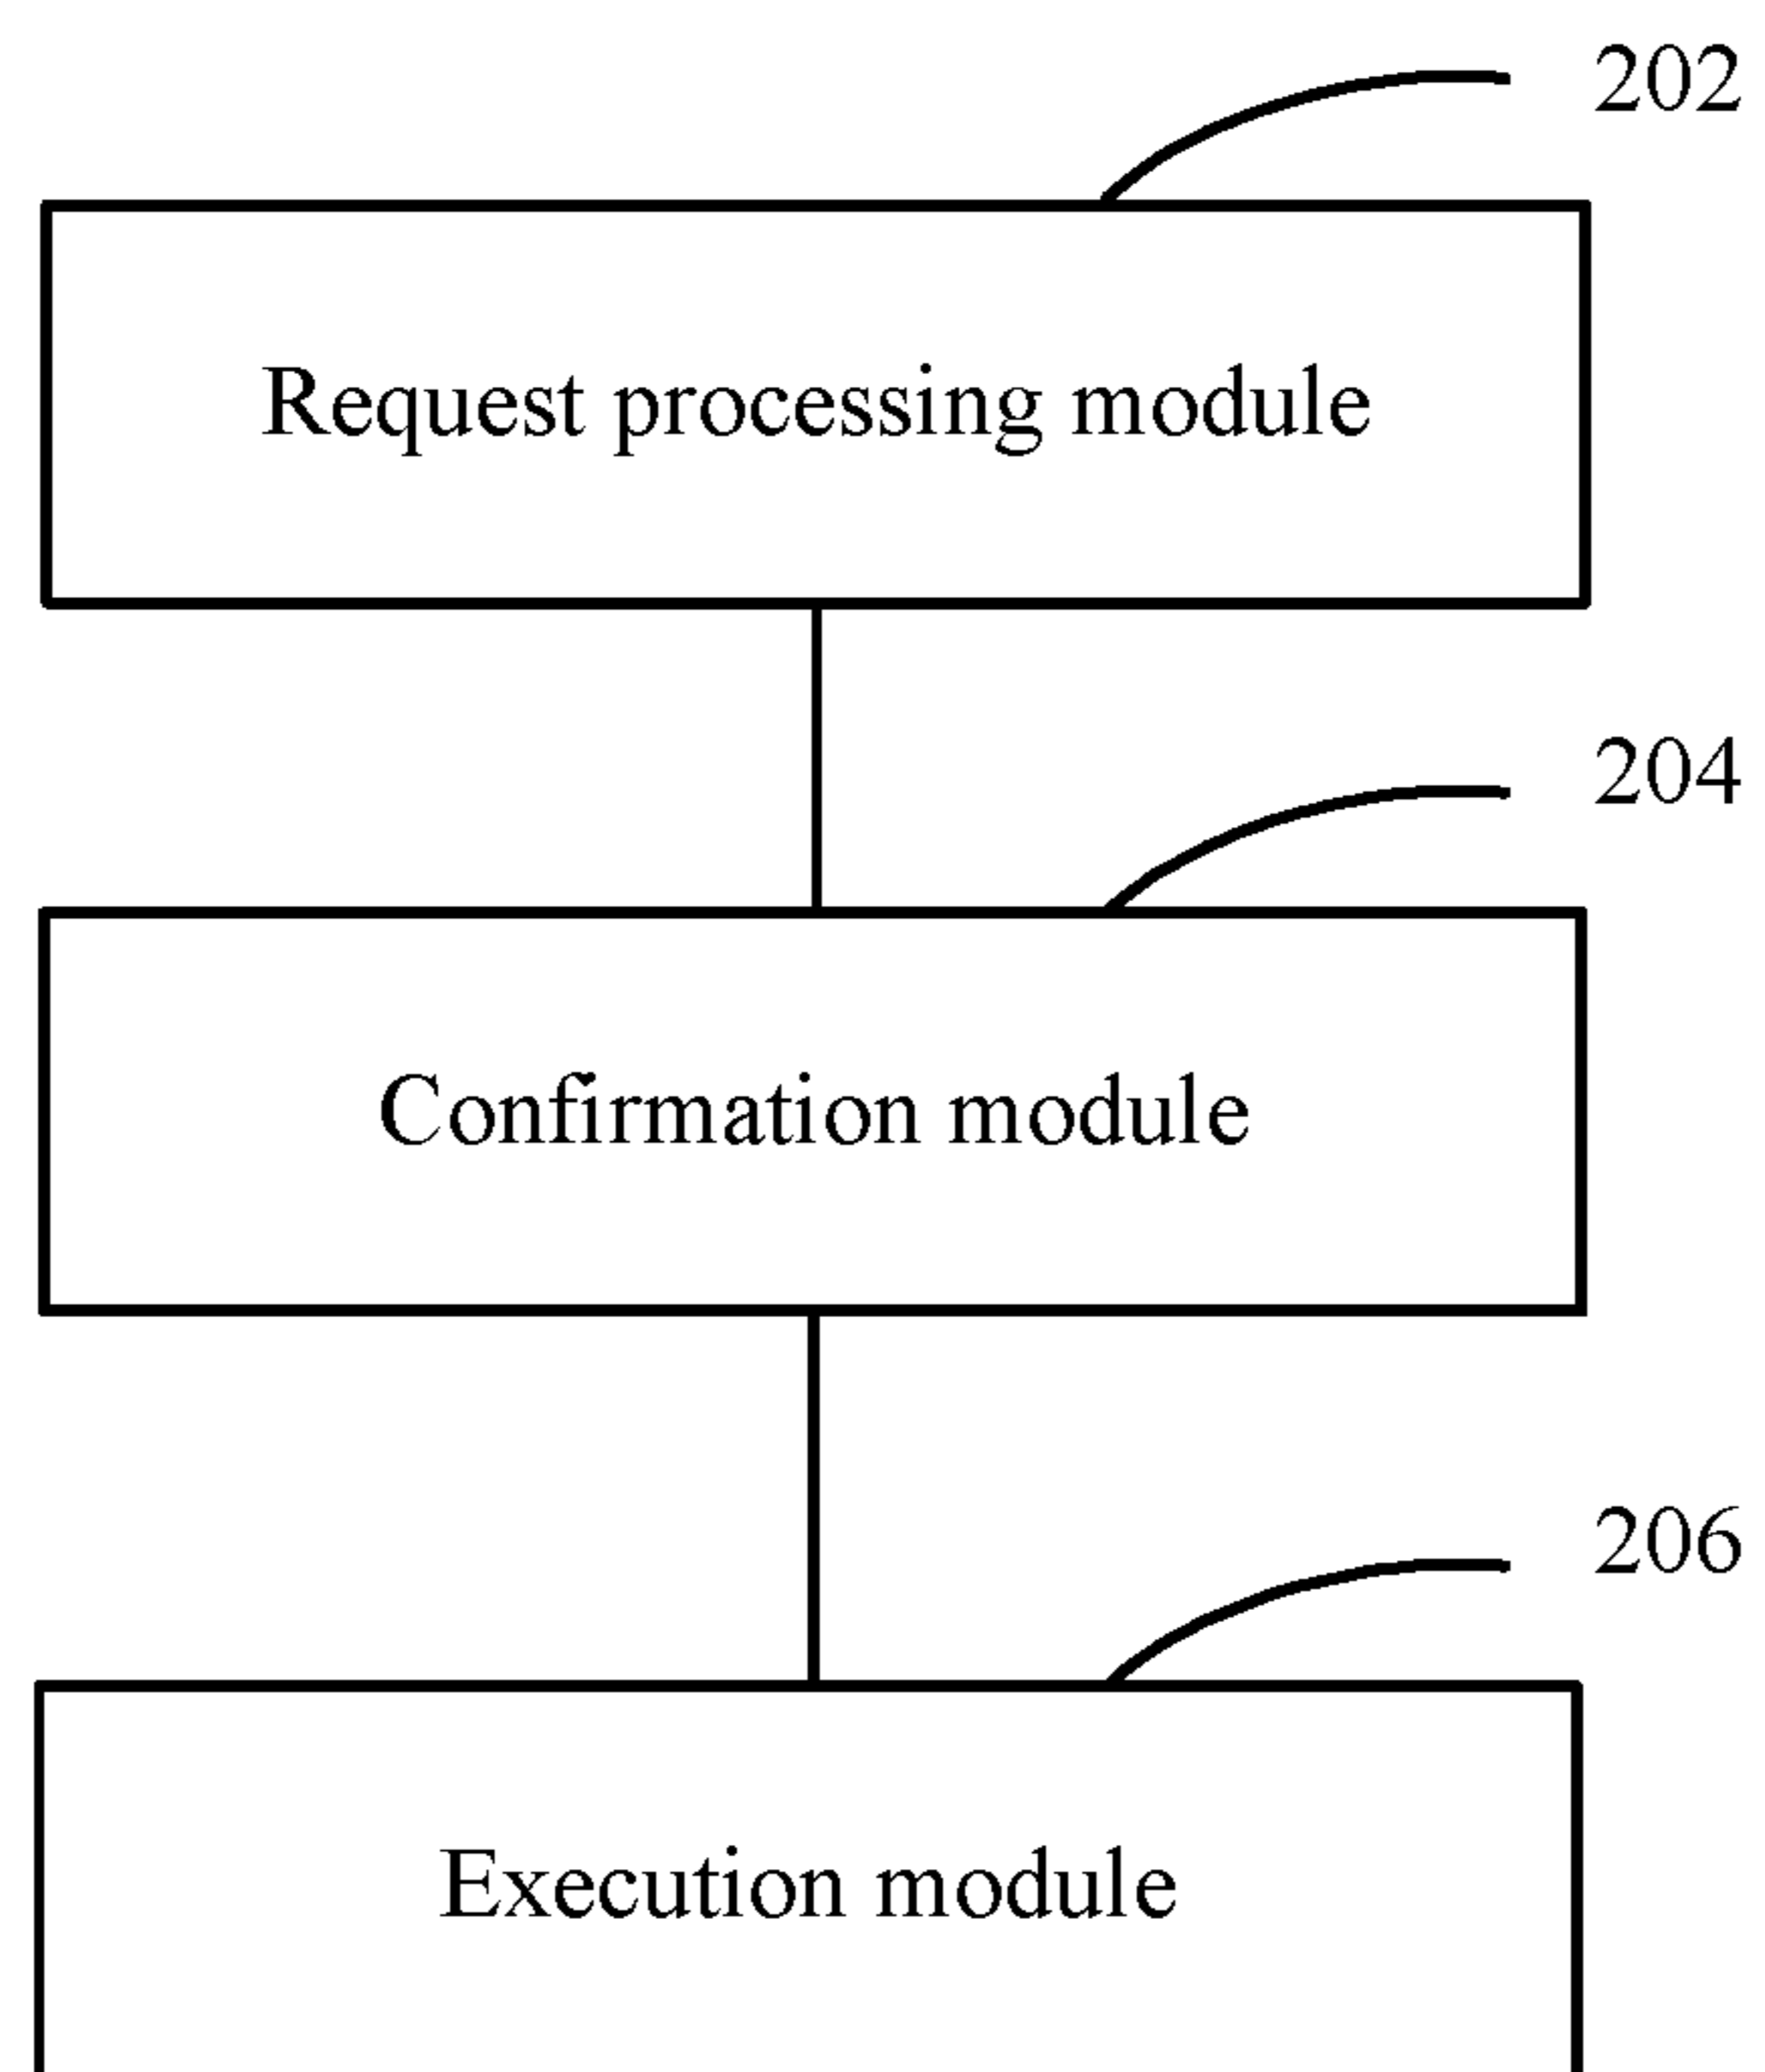 202
Request processing module
204
Confirmation module
206
Execution module